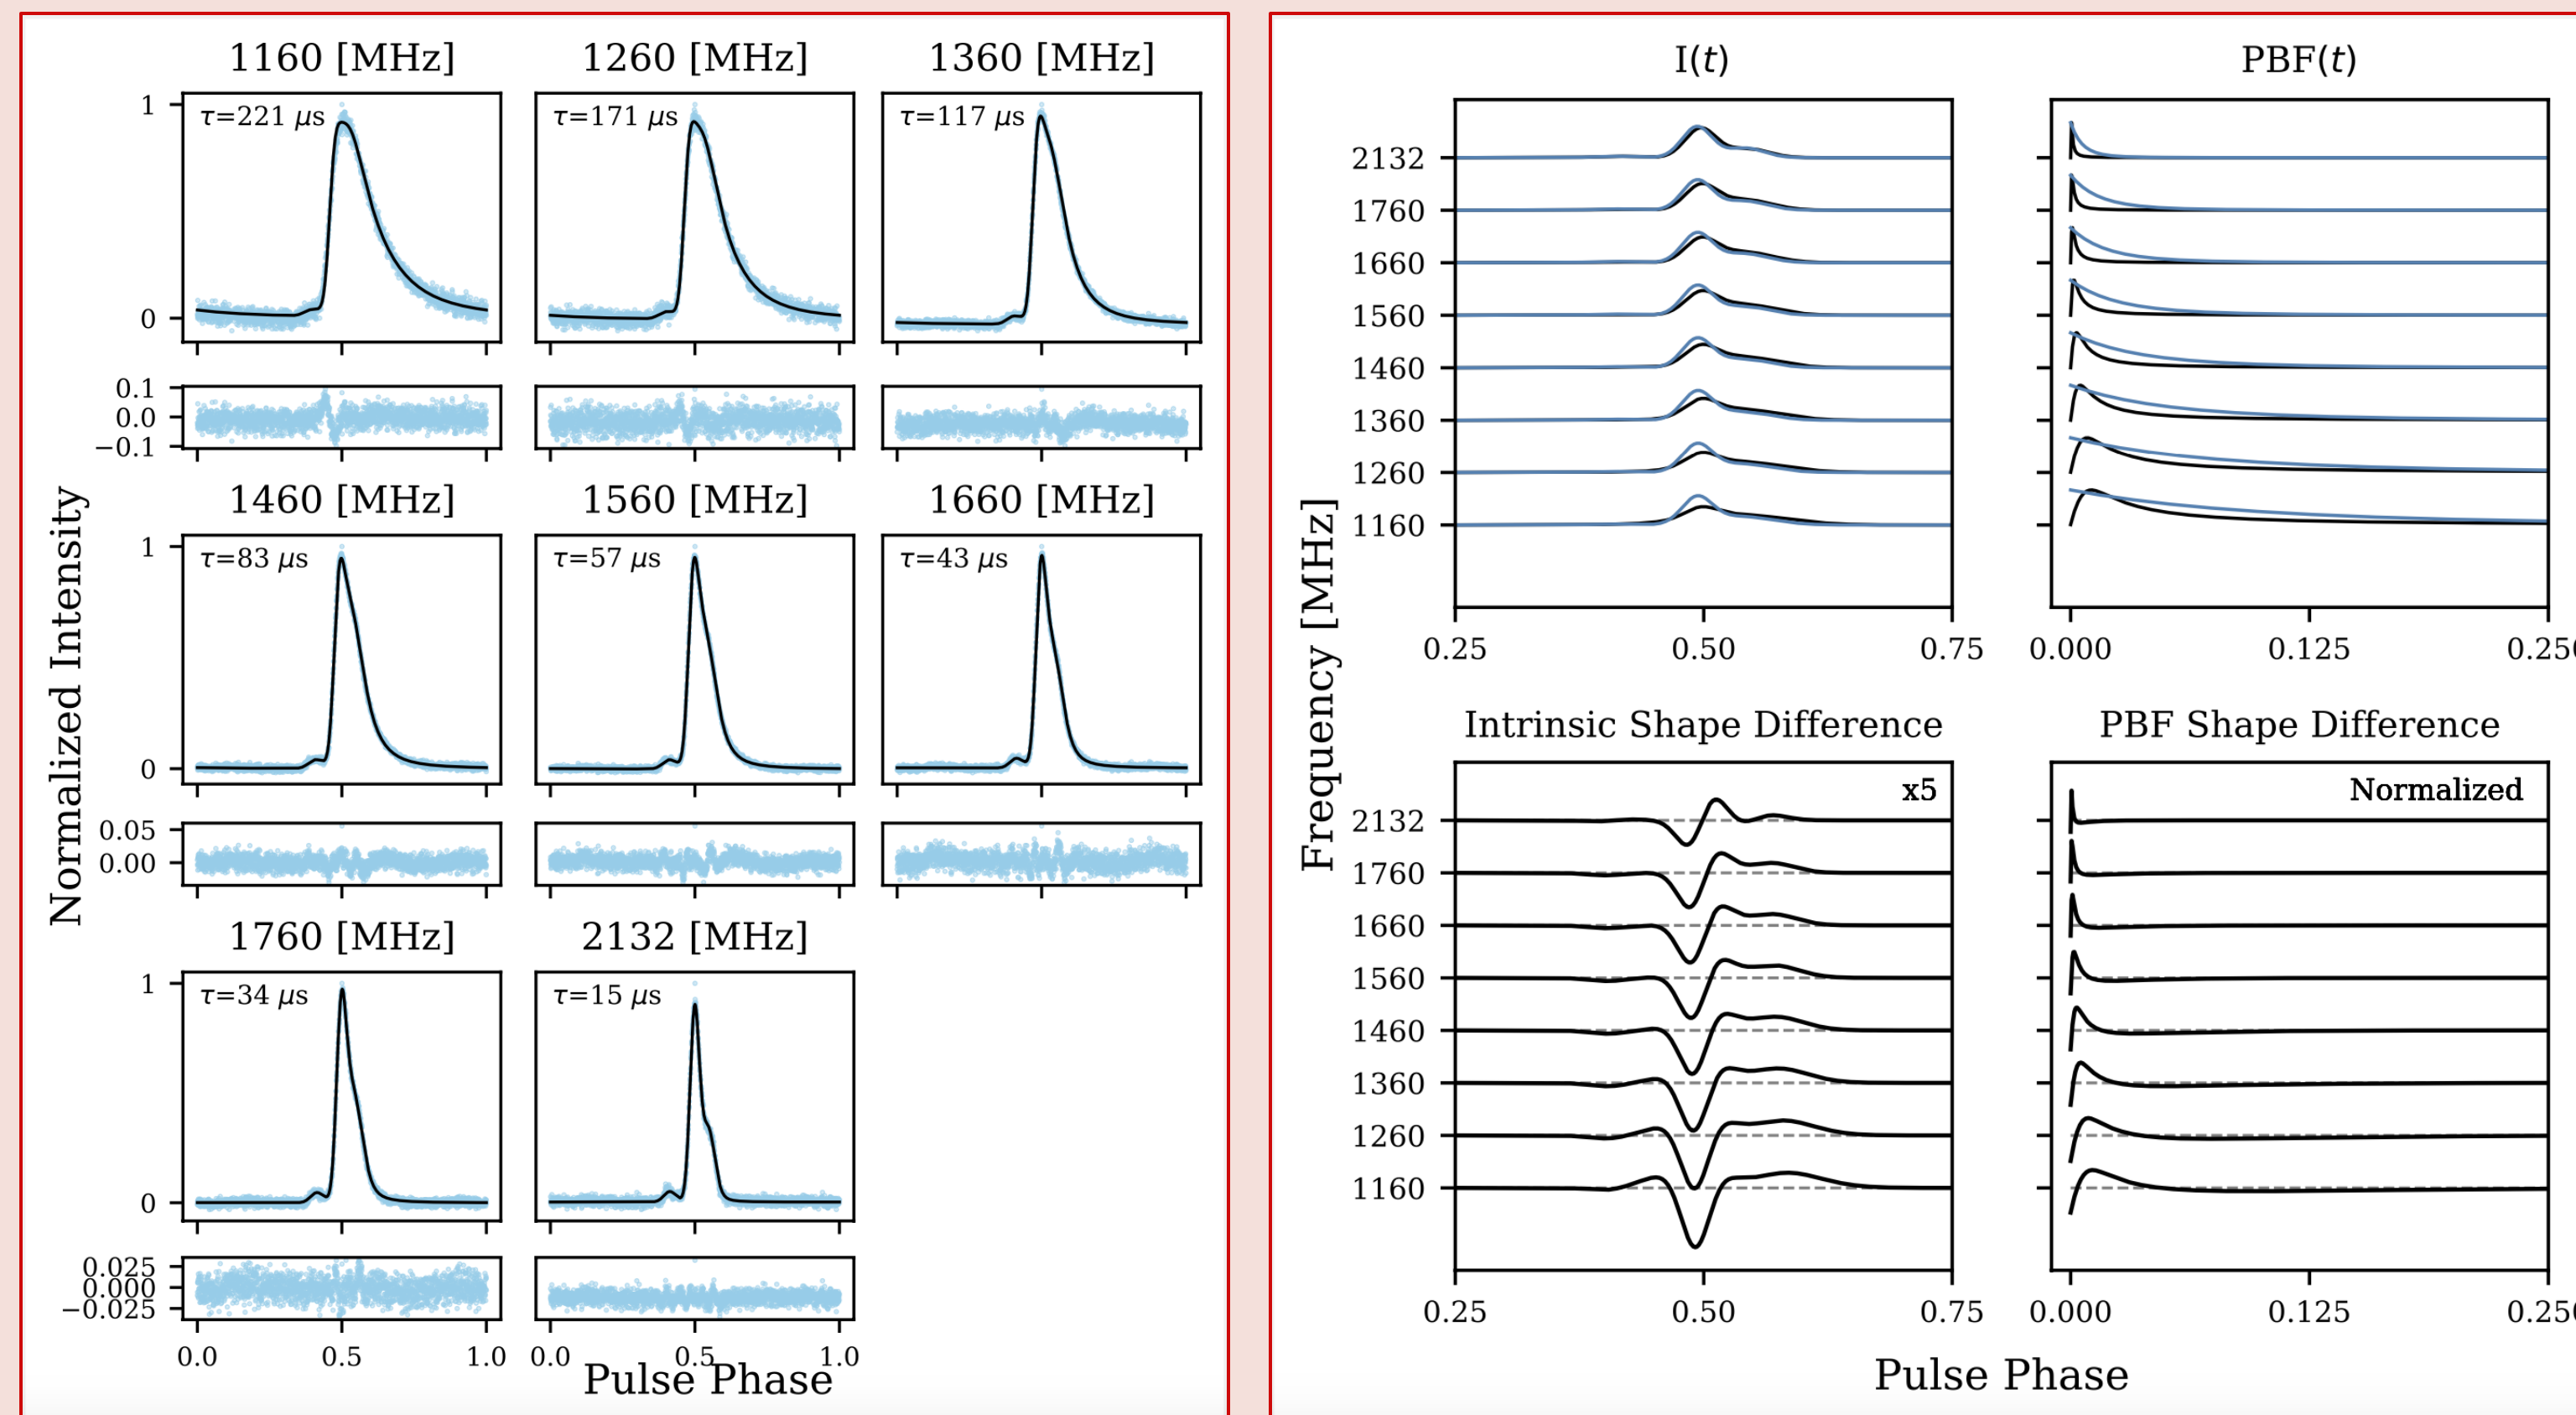 1160 [MHz] 1260 [MHz] 1360 [MHz]
1
τ=221 μs τ=171 μs τ=117 μs
0
0.1
0.0
−0.1
1460 [MHz] 1560 [MHz] 1660 [MHz]
1
τ=83 μs τ=57 μs τ=43 μs
0
0.05
0.00
1760 [MHz] 2132 [MHz]
1
τ=34 μs τ=15 μs
0
0.025
0.000
−0.025
0.0 0.5 1.0 0.0 0.5 1.0
Normalized Intensity
Pulse Phase
I(t) PBF(t)
2132
1760
1660
1560
1460
1360
1260
1160
0.25 0.50 0.75 0.000 0.125
Frequency [MHz]
Intrinsic Shape Difference PBF Shape Difference
x5 Normalized
2132
1760
1660
1560
1460
1360
1260
1160
0.25 0.50 0.75 0.000 0.125
Pulse Phase